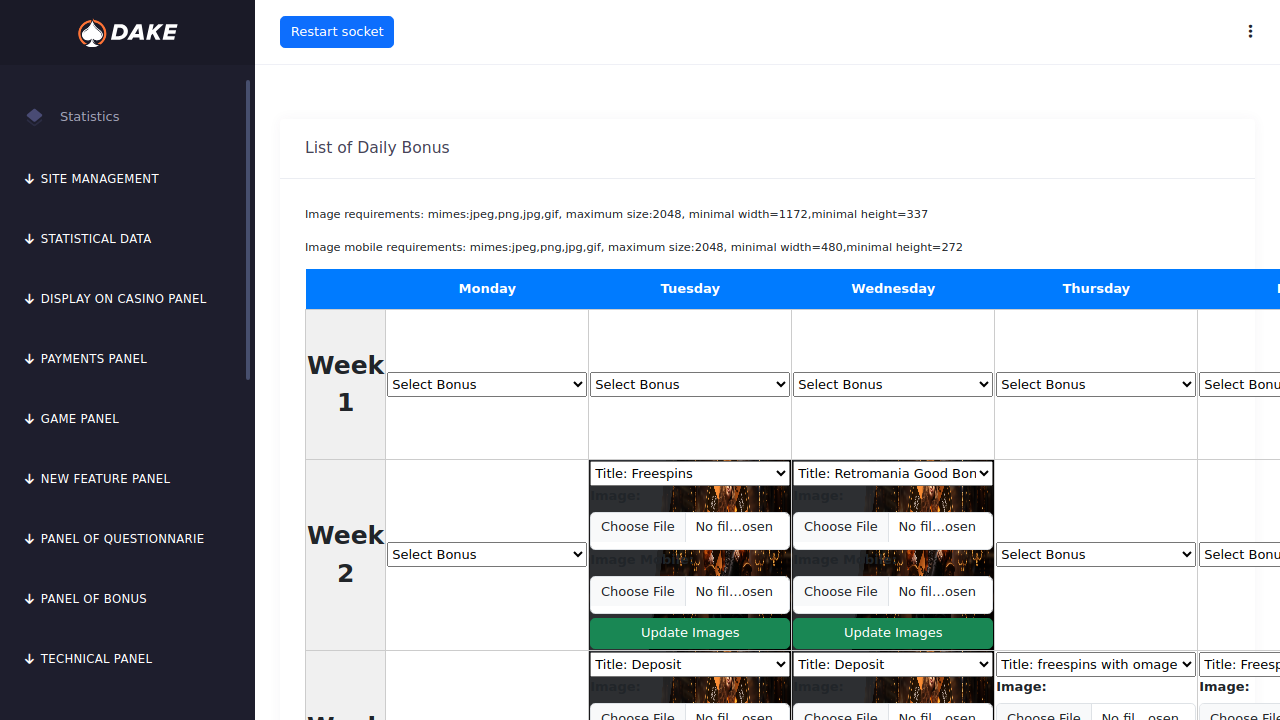 DAKE
Restart socket
Statistics
SITE MANAGEMENT
STATISTICAL DATA
DISPLAY ON CASINO PANEL
PAYMENTS PANEL
GAME PANEL
NEW FEATURE PANEL
PANEL OF QUESTIONNARIE
PANEL OF BONUS
TECHNICAL PANEL
List of Daily Bonus
Image requirements: mimes:jpeg,png,jpg,gif, maximum size:2048, minimal width=1172,minimal height=337
Image mobile requirements: mimes:jpeg,png,jpg,gif, maximum size:2048, minimal width=480,minimal height=272
Monday Tuesday Wednesday Thursday
Week 1
Select Bonus Select Bonus Select Bonus Select Bonus Select Bonu
Week 2
Title: Freespins Title: Retromania Good Bon
Image: Image:
Choose File No fil...osen Choose File No fil...osen
Select Bonus Select Bonus Select Bonu
Image Mobile: Image Mobile:
Choose File No fil...osen Choose File No fil...osen
Update Images Update Images
Title: Deposit Title: Deposit Title: freespins with omage Title: Freesp
Image: Image: Image: Image:
Choose File No fil...osen Choose File No fil...osen Choose File No fil...osen Choose File
Week